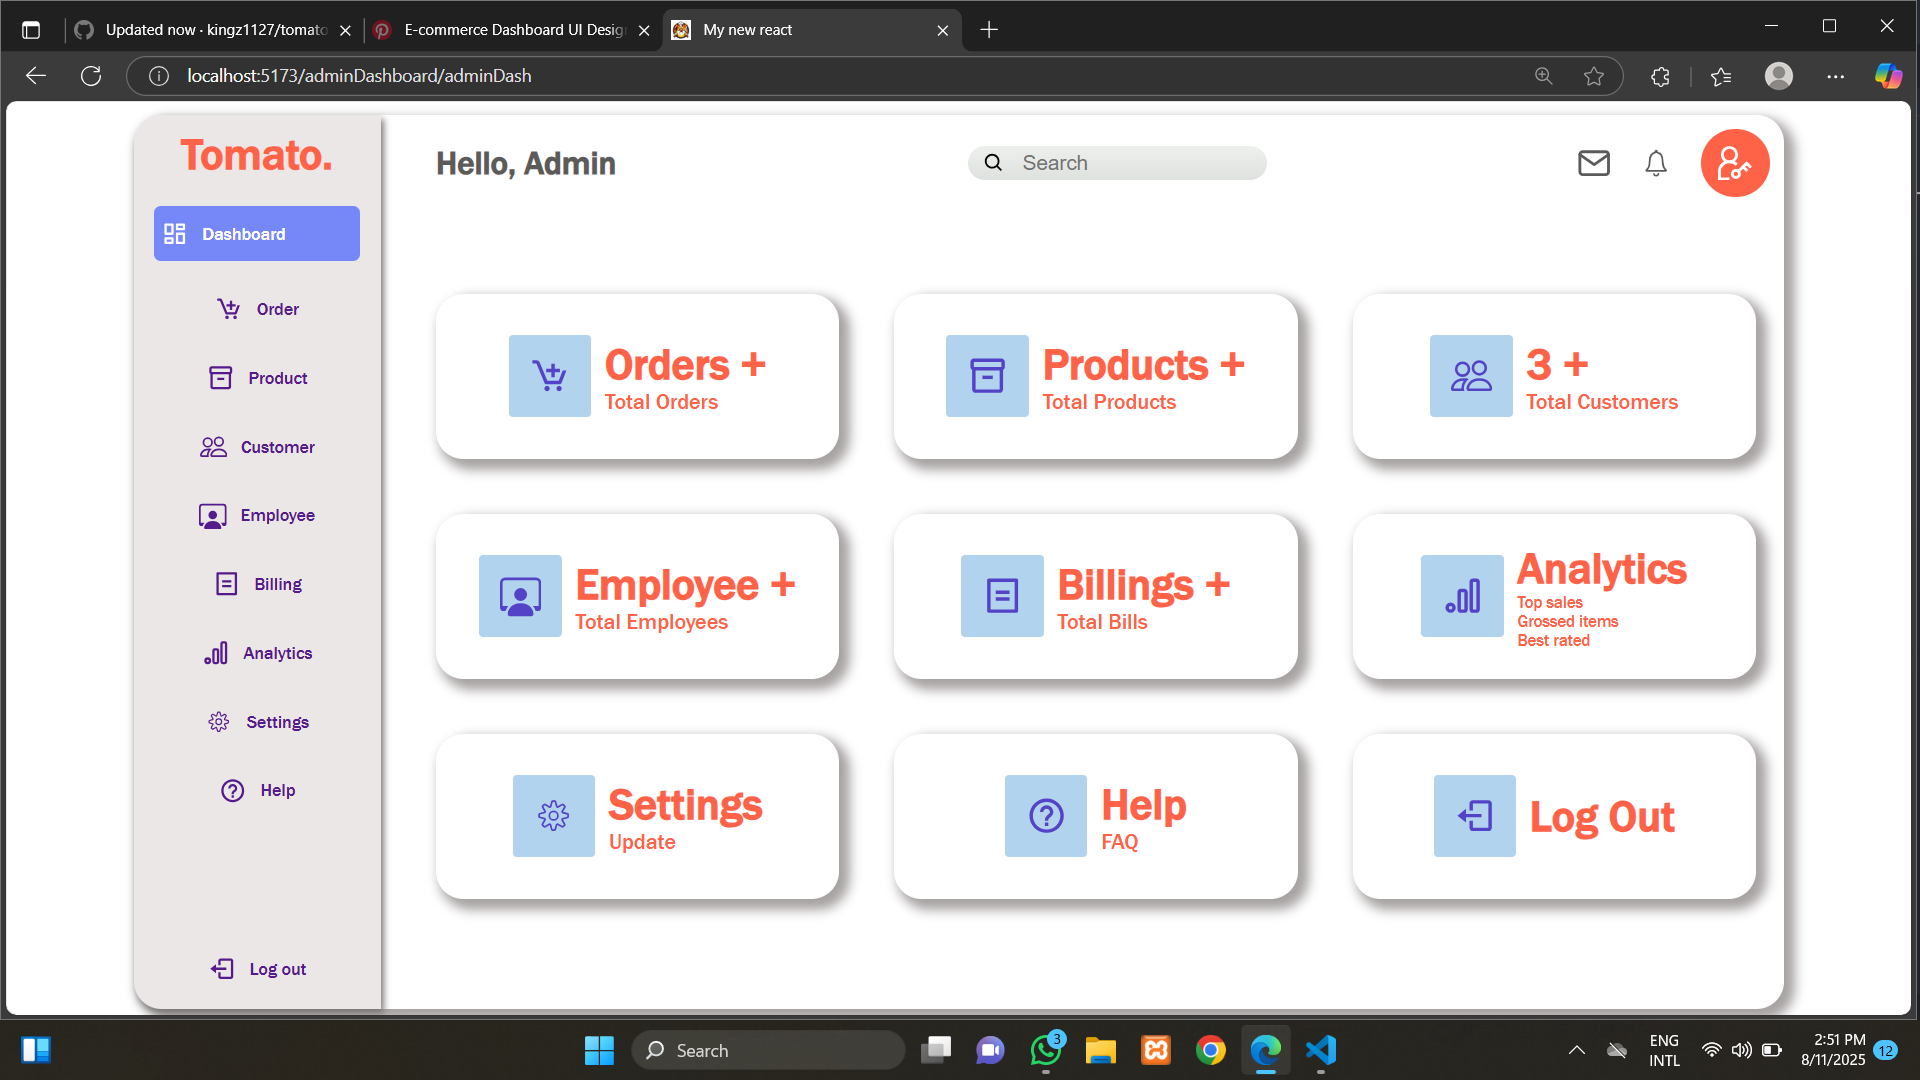 Updated now · kingz1127/tomato
E-commerce Dashboard UI Design
My new react
localhost:5173/adminDashboard/adminDash
Tomato.
Hello, Admin
Search
Dashboard
Order
Product
Customer
Employee
Billing
Analytics
Settings
Help
Log out
Orders +
Total Orders
Products +
Total Products
3 +
Total Customers
Employee +
Total Employees
Billings +
Total Bills
Analytics
Top sales
Grossed items
Best rated
Settings
Update
Help
FAQ
Log Out
Search
3
ENG
INTL
2:51 PM
8/11/2025
12